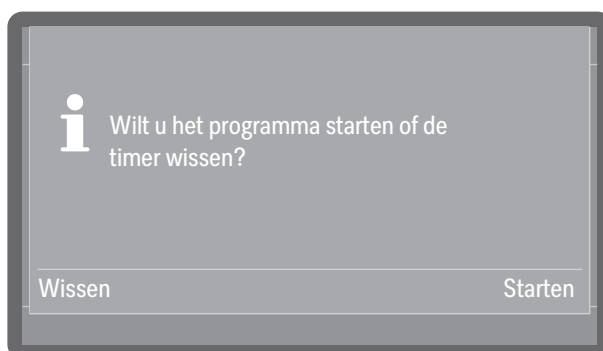 Wilt u het programma starten of de
timer wissen?
Wissen Starten